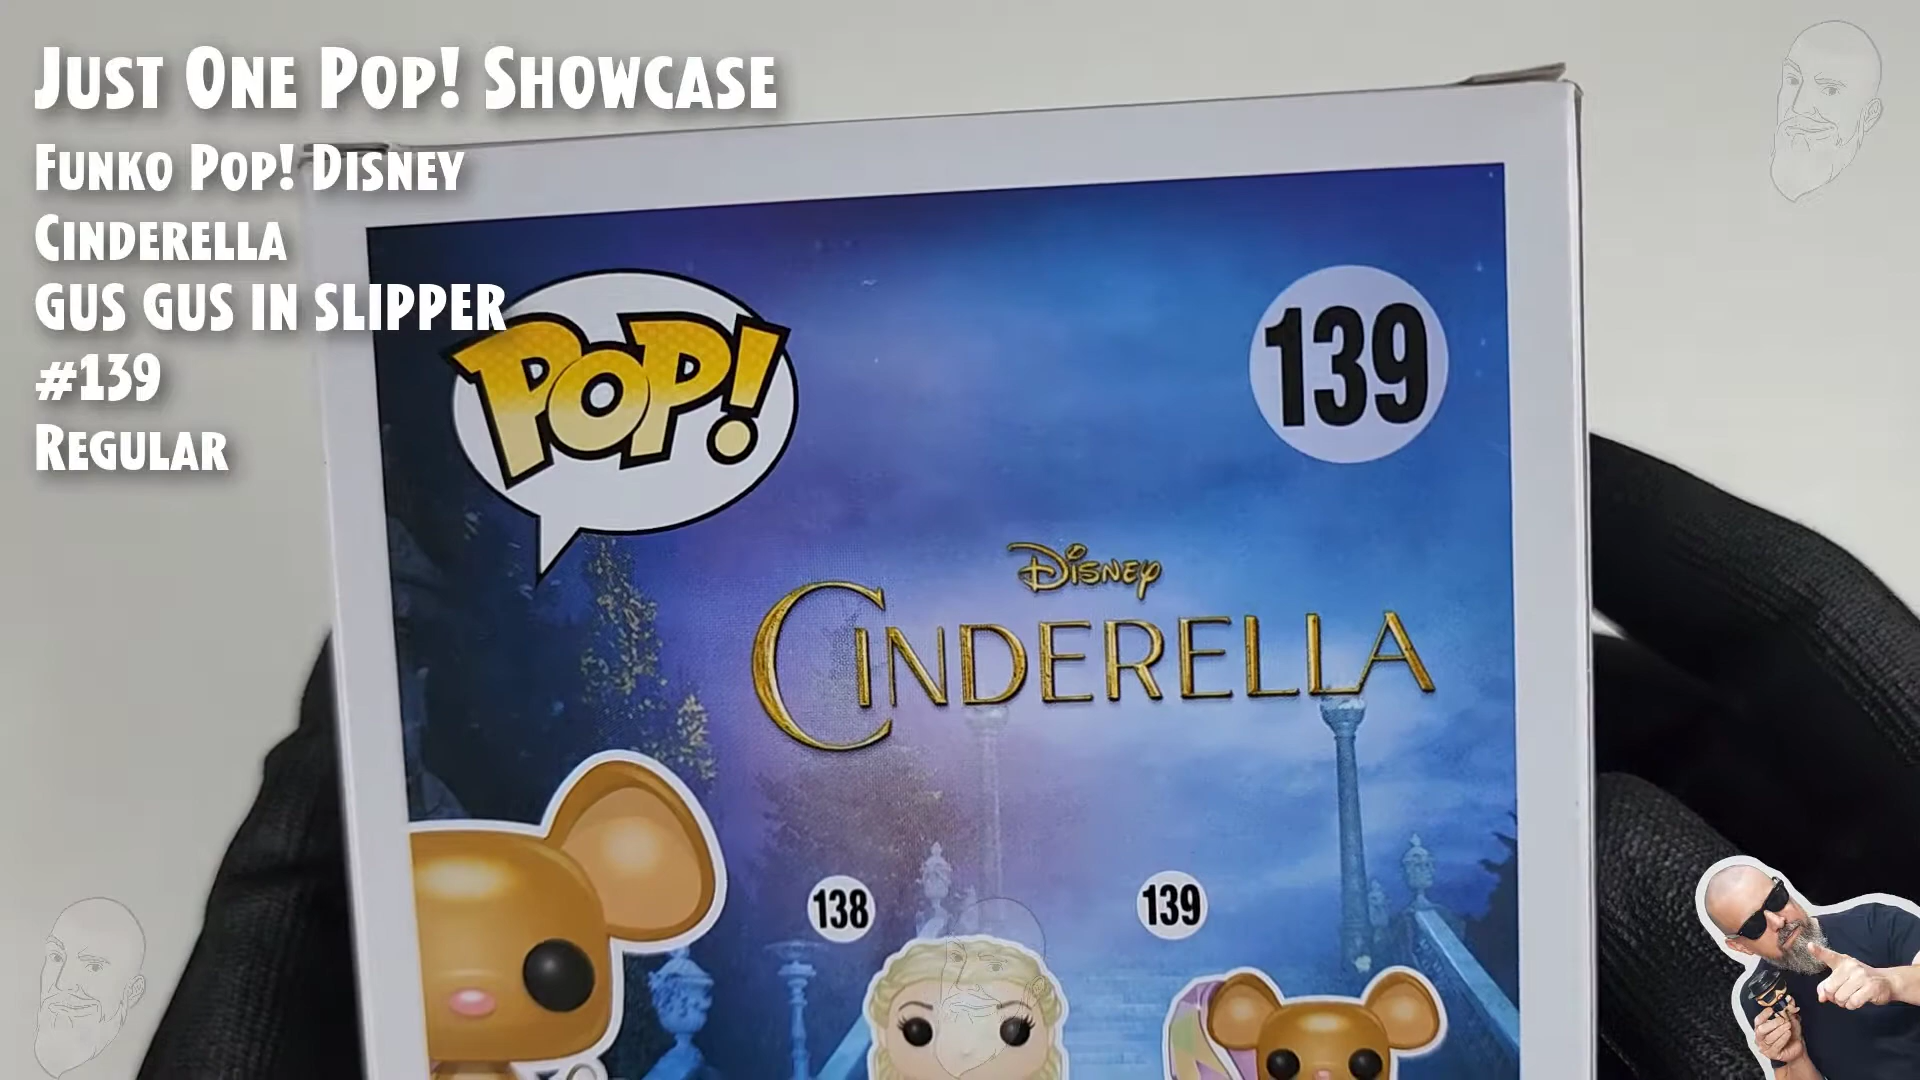 Just One Pop! Showcase
Funko Pop! Disney
Cinderella
GUS GUS IN SLIPPER
#139
Regular
POP!
139
Disney
CINDERELLA
138
139